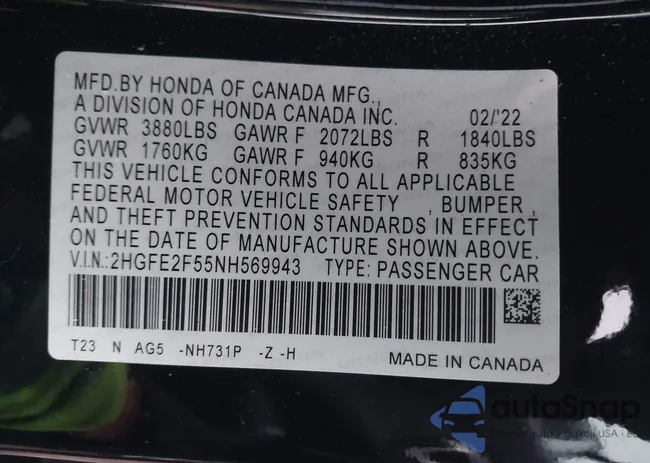 MFD.BY HONDA OF CANADA MFG.,
A DIVISION OF HONDA CANADA INC. 02/'22
GVWR 3880LBS GAWR F 2072LBS R 1840LBS
GVWR 1760KG GAWR F 940KG R 835KG
THIS VEHICLE CONFORMS TO ALL APPLICABLE
FEDERAL MOTOR VEHICLE SAFETY , BUMPER ,
AND THEFT PREVENTION STANDARDS IN EFFECT
ON THE DATE OF MANUFACTURE SHOWN ABOVE.
V.I.N.:2HGFE2F55NH569943 TYPE: PASSENGER CAR
T23 N AG5 -NH731P -Z -H MADE IN CANADA
autoSnap